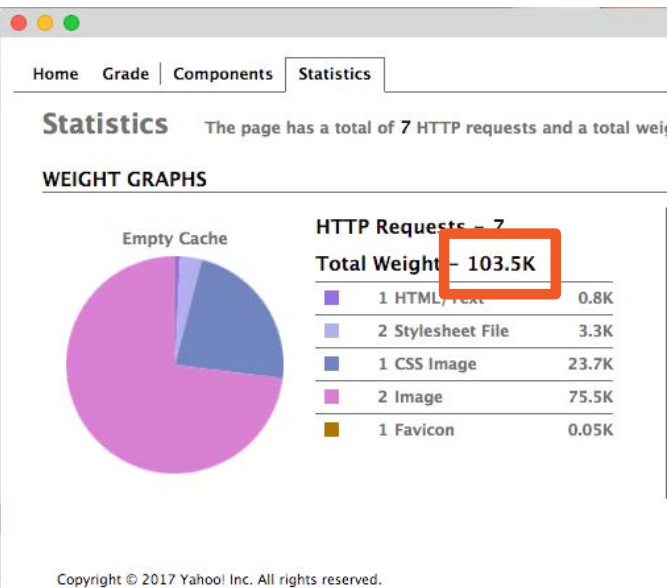 Home Grade Components Statistics
Statistics The page has a total of 7 HTTP requests and a total
WEIGHT GRAPHS
Empty Cache
HTTP Requests – 7
Total Weight – 103.5K
1 HTML/Text 0.8K
2 Stylesheet File 3.3K
1 CSS Image 23.7K
2 Image 75.5K
1 Favicon 0.05K
Copyright © 2017 Yahoo! Inc. All rights reserved.